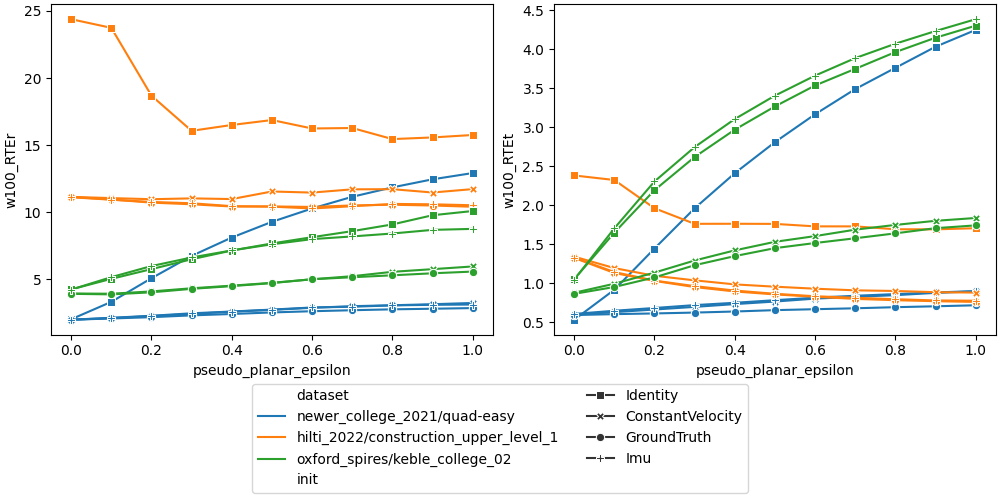 25
20
15
10
5
w100_RTEr
0.0 0.2 0.4 0.6 0.8 1.0
pseudo_planar_epsilon
4.5
4.0
3.5
3.0
2.5
2.0
1.5
1.0
0.5
w100_RTEt
0.0 0.2 0.4 0.6 0.8 1.0
pseudo_planar_epsilon
dataset
newer_college_2021/quad-easy
hilti_2022/construction_upper_level_1
oxford_spires/keble_college_02
init
Identity
ConstantVelocity
GroundTruth
Imu